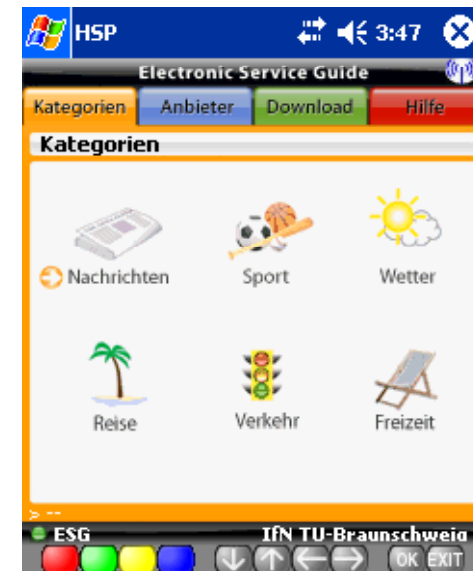 HSP 3:47
Electronic Service Guide
Kategorien Anbieter Download Hilfe
Kategorien
Nachrichten Sport Wetter
Reise Verkehr Freizeit
> --
ESG IfN TU-Braunschweig
OK EXIT